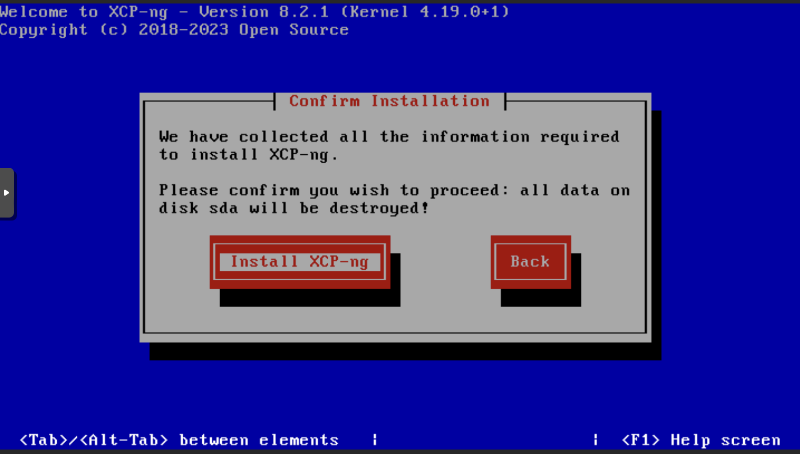 Welcome to XCP-ng - Version 8.2.1 (Kernel 4.19.0+1)
Copyright (c) 2018-2023 Open Source
Confirm Installation
We have collected all the information required
to install XCP-ng.
Please confirm you wish to proceed: all data on
disk sda will be destroyed!
Install XCP-ng
Back
<Tab>/<Alt-Tab> between elements | | <F1> Help screen